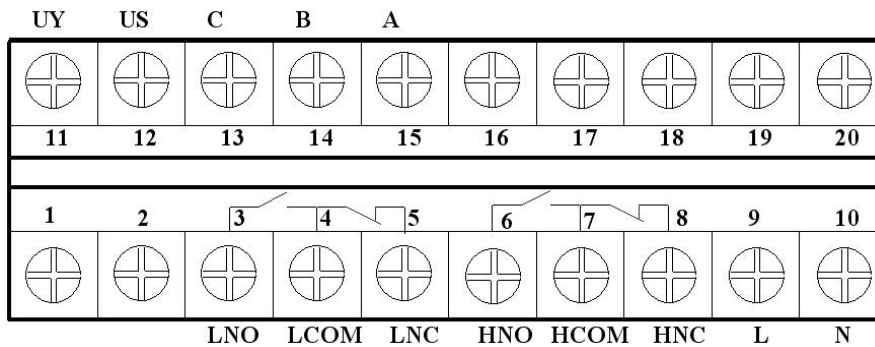 UY US C B A
11 12 13 14 15 16 17 18 19 20
1 2 3 4 5 6 7 8 9 10
LNO LCOM LNC HNO HCOM HNC L N